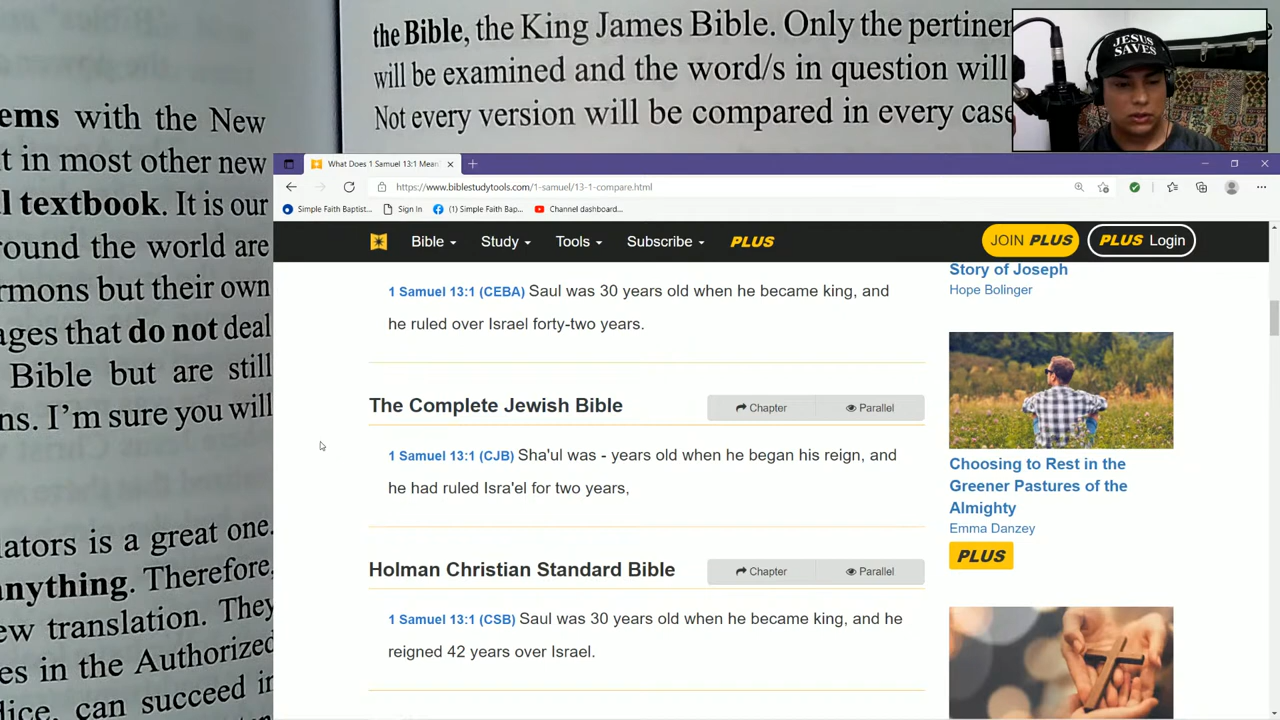 the Bible, the King James Bible. Only the pertinen
will be examined and the word/s in question will
Not every version will be compared in every case
JESUS
SAVES
ems with the New
t in most other new
l textbook. It is our
round the world are
rmons but their own
ages that do not deal
Bible but are still
ns. I'm sure you will
lators is a great one.
anything. Therefore,
ew translation. They
es in the Authorized
dice, can succeed in
What Does 1 Samuel 13:1 Mean
https://www.biblestudytools.com/1-samuel/13-1-compare.html
Simple Faith Baptist... Sign In (1) Simple Faith Bap... Channel dashboard...
Bible Study Tools Subscribe PLUS JOIN PLUS PLUS Login
1 Samuel 13:1 (CEBA) Saul was 30 years old when he became king, and
he ruled over Israel forty-two years.
The Complete Jewish Bible Chapter Parallel
1 Samuel 13:1 (CJB) Sha'ul was - years old when he began his reign, and
he had ruled Isra'el for two years,
Holman Christian Standard Bible Chapter Parallel
1 Samuel 13:1 (CSB) Saul was 30 years old when he became king, and he
reigned 42 years over Israel.
Story of Joseph
Hope Bolinger
Choosing to Rest in the
Greener Pastures of the
Almighty
Emma Danzey
PLUS